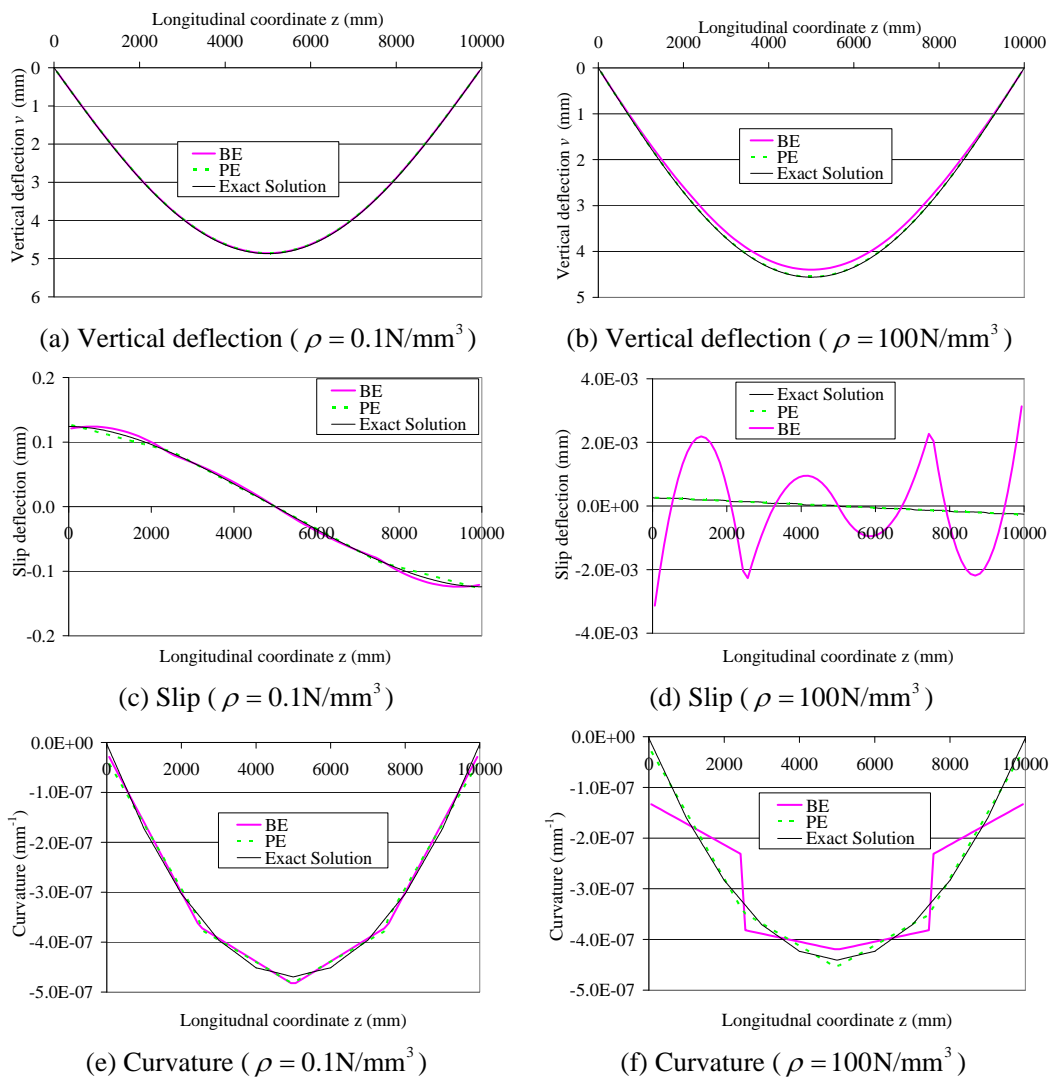 Longitudinal coordinate z (mm)
0 2000 4000 6000 8000 10000
0
1
2
3
4
5
6
Vertical deflection v (mm)
BE
PE
Exact Solution
(a) Vertical deflection ( ρ = 0.1N/mm³ )
Longitudinal coordinate z (mm)
0 2000 4000 6000 8000 10000
0
1
2
3
4
5
Vertical deflection v (mm)
BE
PE
Exact Solution
(b) Vertical deflection ( ρ = 100N/mm³ )
0.2
0.1
0.0
-0.1
-0.2
Slip deflection (mm)
BE
PE
Exact Solution
0 2000 4000 6000 8000 10000
Longitudinal coordinate z (mm)
(c) Slip ( ρ = 0.1N/mm³ )
4.0E-03
2.0E-03
0.0E+00
-2.0E-03
-4.0E-03
Slip deflection (mm)
Exact Solution
PE
BE
0 2000 4000 6000 8000 10000
Longitudinal coordinate z (mm)
(d) Slip ( ρ = 100N/mm³ )
0.0E+00
-1.0E-07
-2.0E-07
-3.0E-07
-4.0E-07
-5.0E-07
Curvature (mm⁻¹)
0 2000 4000 6000 8000 10000
BE
PE
Exact Solution
Longitudnal coordinate z (mm)
(e) Curvature ( ρ = 0.1N/mm³ )
0.0E+00
-1.0E-07
-2.0E-07
-3.0E-07
-4.0E-07
-5.0E-07
Curvature (mm⁻¹)
0 2000 4000 6000 8000 10000
BE
PE
Exact Solution
Longitudinal coordinate z (mm)
(f) Curvature ( ρ = 100N/mm³ )